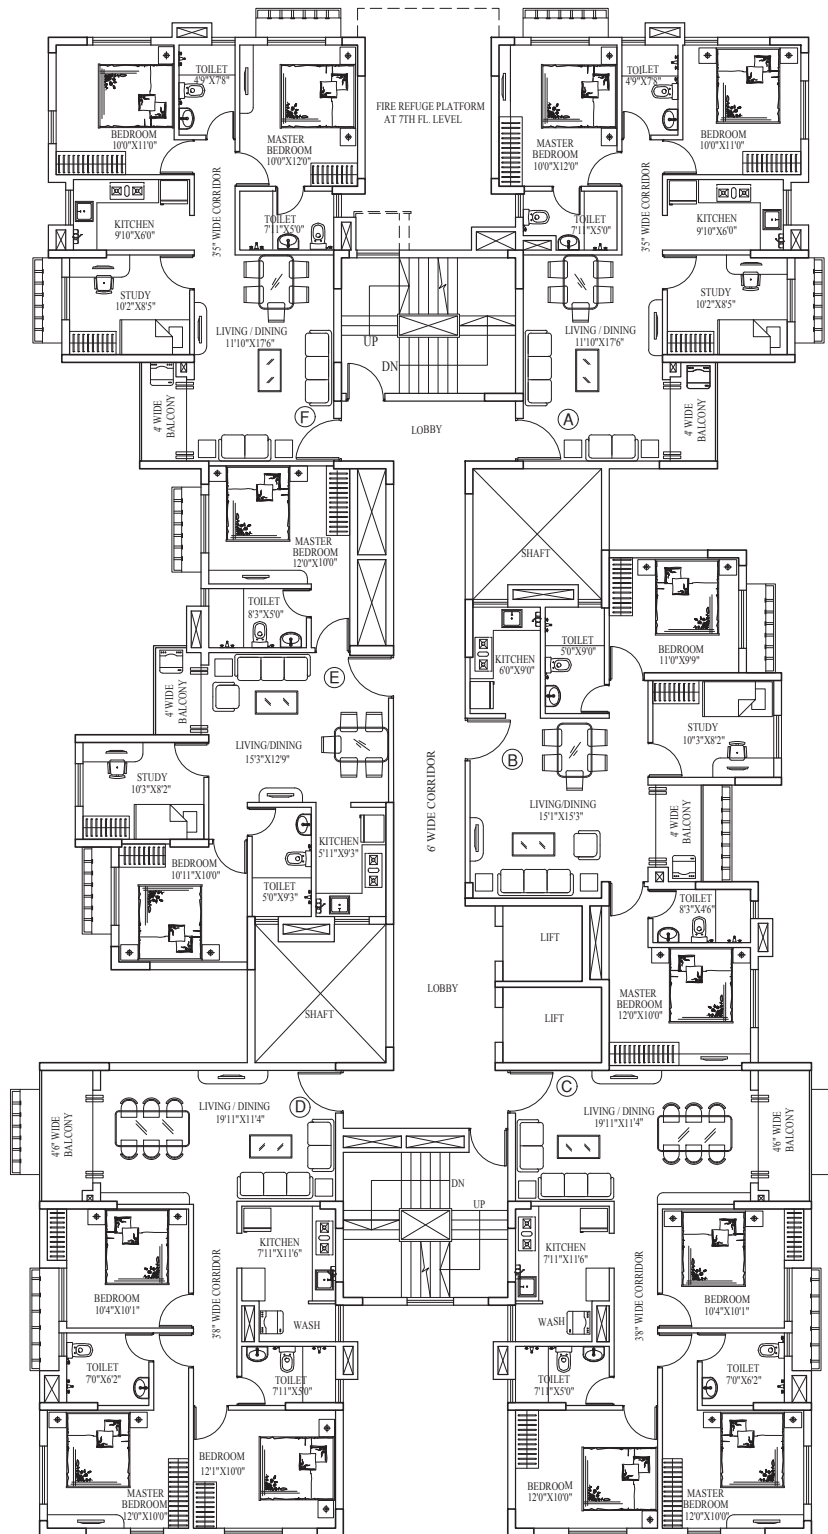 TOILET
4'9"X7'8"
BEDROOM
10'0"X11'0"
MASTER
BEDROOM
10'0"X12'0"
FIRE REFUGE PLATFORM
AT 7TH FL. LEVEL
MASTER
BEDROOM
10'0"X12'0"
TOILET
4'9"X7'8"
BEDROOM
10'0"X11'0"
KITCHEN
9'10"X6'0"
3'5" WIDE CORRIDOR
TOILET
7'11"X5'0"
TOILET
7'11"X5'0"
3'5" WIDE CORRIDOR
KITCHEN
9'10"X6'0"
STUDY
10'2"X8'5"
LIVING / DINING
11'10"X17'6"
UP
DN
LIVING / DINING
11'10"X17'6"
STUDY
10'2"X8'5"
4' WIDE
BALCONY
F
LOBBY
A
4' WIDE
BALCONY
MASTER
BEDROOM
12'0"X10'0"
SHAFT
TOILET
8'3"X5'0"
KITCHEN
6'0"X9'0"
TOILET
5'0"X9'0"
BEDROOM
11'0"X9'9"
4' WIDE
BALCONY
E
LIVING/DINING
15'3"X12'9"
STUDY
10'3"X8'2"
6' WIDE CORRIDOR
B
STUDY
10"3"X8'2"
LIVING/DINING
15'1"X15'3"
4' WIDE
BALCONY
BEDROOM
10'11"X10'0"
KITCHEN
5'11"X9'3"
TOILET
5'0"X9'3"
TOILET
8'3"X4'6"
LIFT
LOBBY
MASTER
BEDROOM
12'0"X10'0"
SHAFT
LIFT
D
C
LIVING / DINING
19'11"X11'4"
LIVING / DINING
19'11"X11'4"
4'6" WIDE
BALCONY
4'6" WIDE
BALCONY
DN
UP
KITCHEN
7'11"X11'6"
KITCHEN
7'11"X11'6"
BEDROOM
10'4"X10'1"
3'8" WIDE CORRIDOR
WASH
WASH
3'8" WIDE CORRIDOR
BEDROOM
10'4"X10'1"
TOILET
7'0"X6'2"
TOILET
7'11"X5'0"
TOILET
7'11"X5'0"
TOILET
7'0"X6'2"
MASTER
BEDROOM
12'0"X10'0"
BEDROOM
12'1"X10'0"
BEDROOM
12'0"X10'0"
MASTER
BEDROOM
12'0"X10'0"